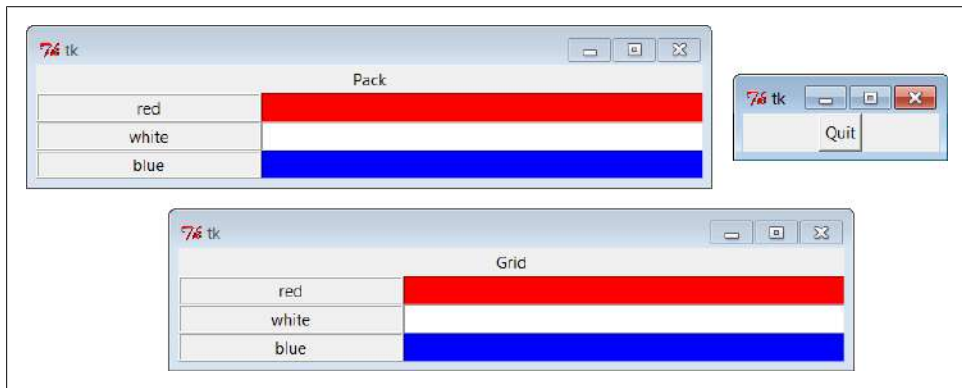 tk
Pack
red
white
blue
tk
Quit
tk
Grid
red
white
blue